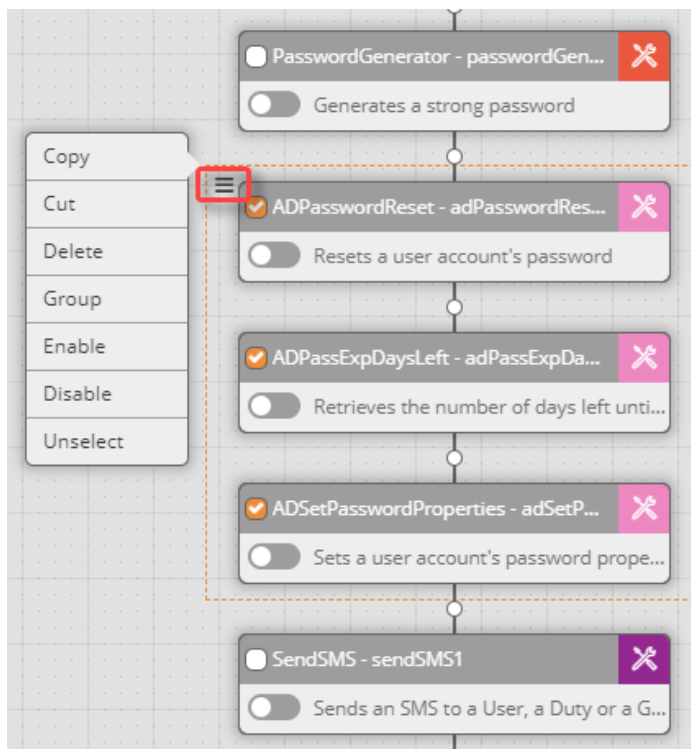 PasswordGenerator - passwordGen...
Generates a strong password
Copy
Cut
Delete
Group
Enable
Disable
Unselect
ADPasswordReset - adPasswordRes...
Resets a user account's password
ADPassExpDaysLeft - adPassExpDa...
Retrieves the number of days left unti...
ADSetPasswordProperties - adSetP...
Sets a user account's password prope...
SendSMS - sendSMS1
Sends an SMS to a User, a Duty or a G...